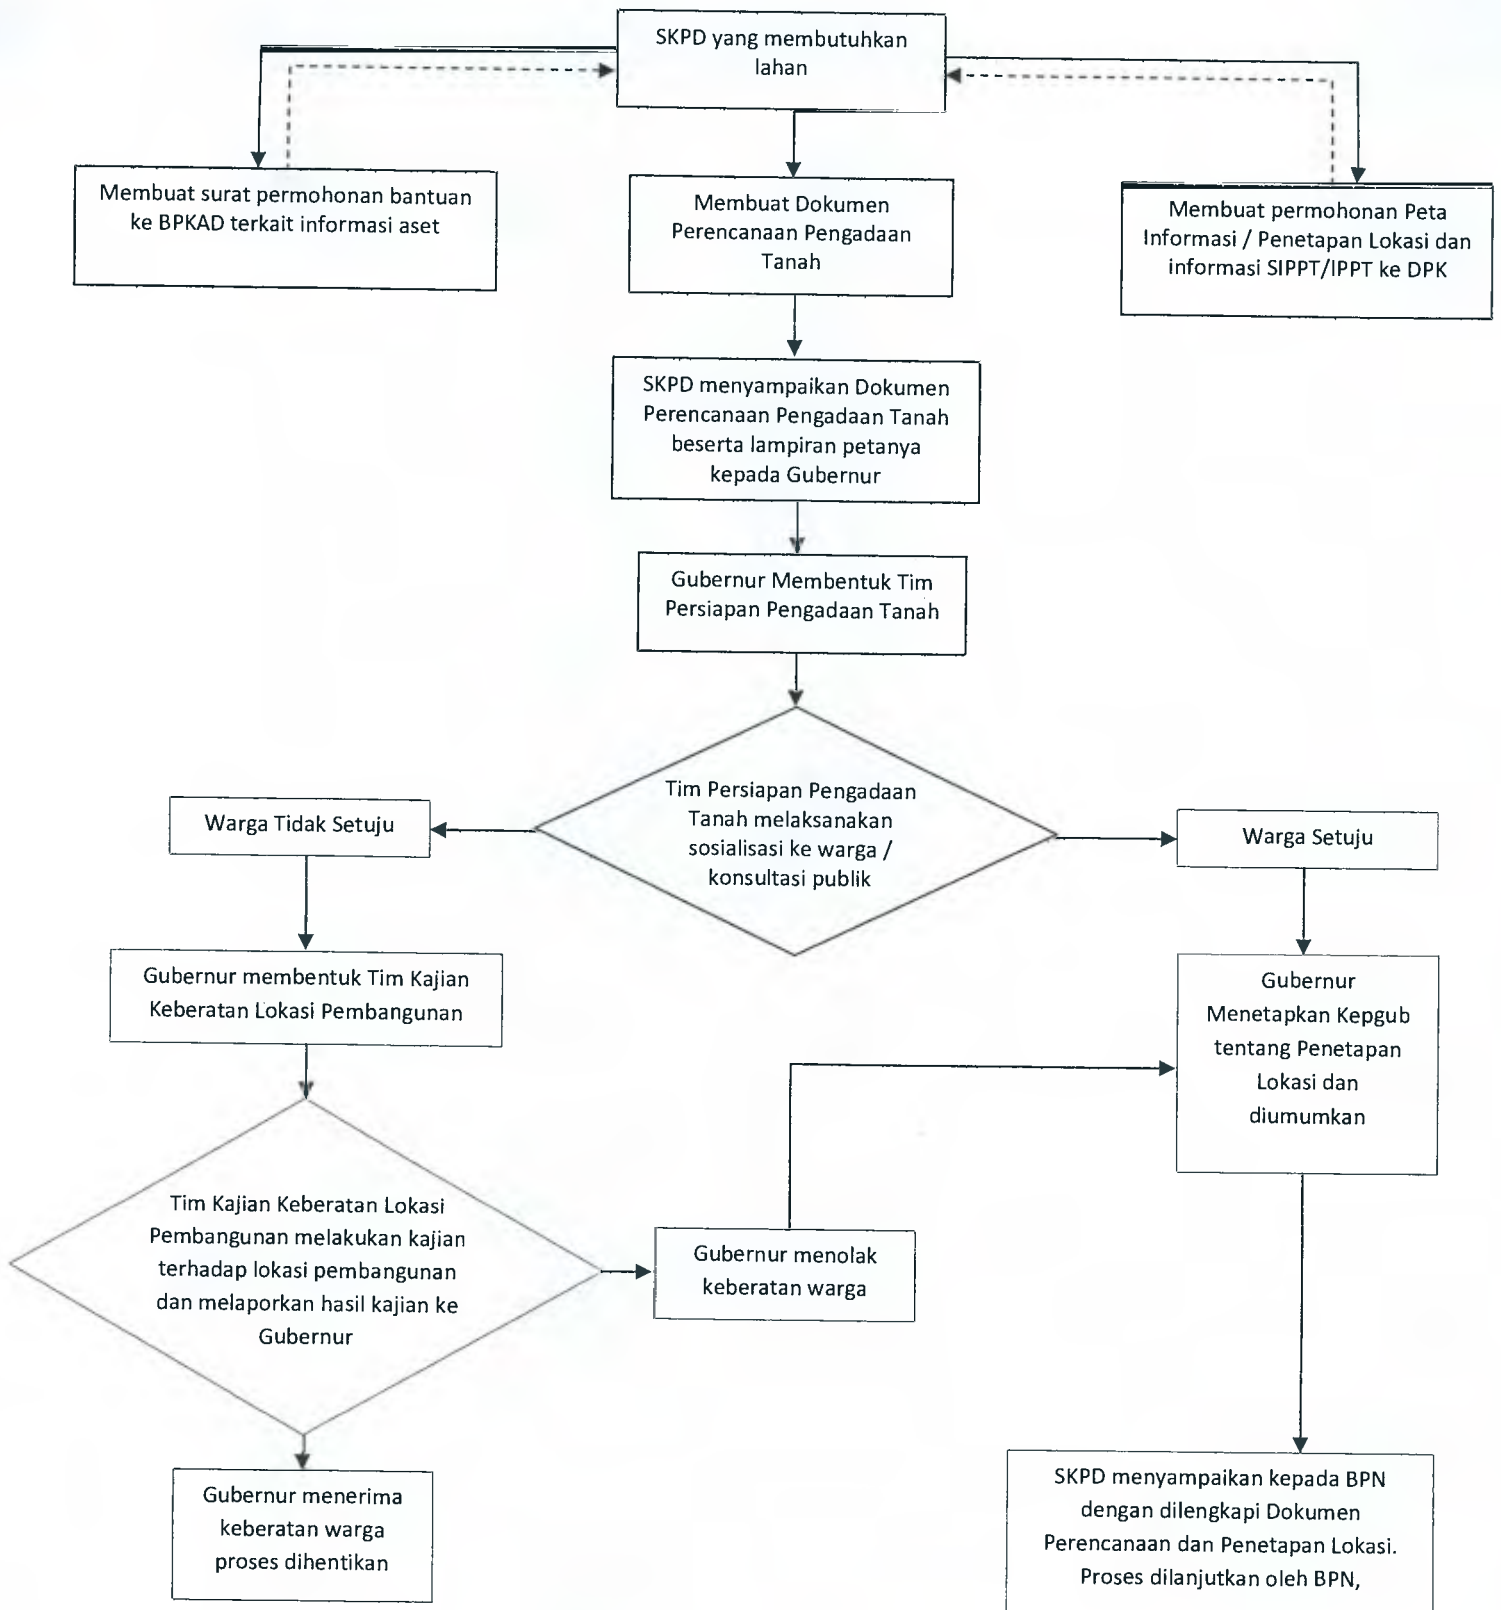 SKPD yang membutuhkan
lahan
Membuat surat permohonan bantuan
ke BPKAD terkait informasi aset
Membuat Dokumen
Perencanaan Pengadaan
Tanah
Membuat permohonan Peta
Informasi / Penetapan Lokasi dan
informasi SIPPT/IPPT ke DPK
SKPD menyampaikan Dokumen
Perencanaan Pengadaan Tanah
beserta lampiran petanya
kepada Gubernur
Gubernur Membentuk Tim
Persiapan Pengadaan Tanah
Tim Persiapan Pengadaan
Tanah melaksanakan
sosialisasi ke warga /
konsultasi publik
Warga Tidak Setuju
Warga Setuju
Gubernur membentuk Tim Kajian
Keberatan Lokasi Pembangunan
Gubernur
Menetapkan Kepgub
tentang Penetapan
Lokasi dan
diumumkan
Tim Kajian Keberatan Lokasi
Pembangunan melakukan kajian
terhadap lokasi pembangunan
dan melaporkan hasil kajian ke
Gubernur
Gubernur menolak
keberatan warga
Gubernur menerima
keberatan warga
proses dihentikan
SKPD menyampaikan kepada BPN
dengan dilengkapi Dokumen
Perencanaan dan Penetapan Lokasi.
Proses dilanjutkan oleh BPN,